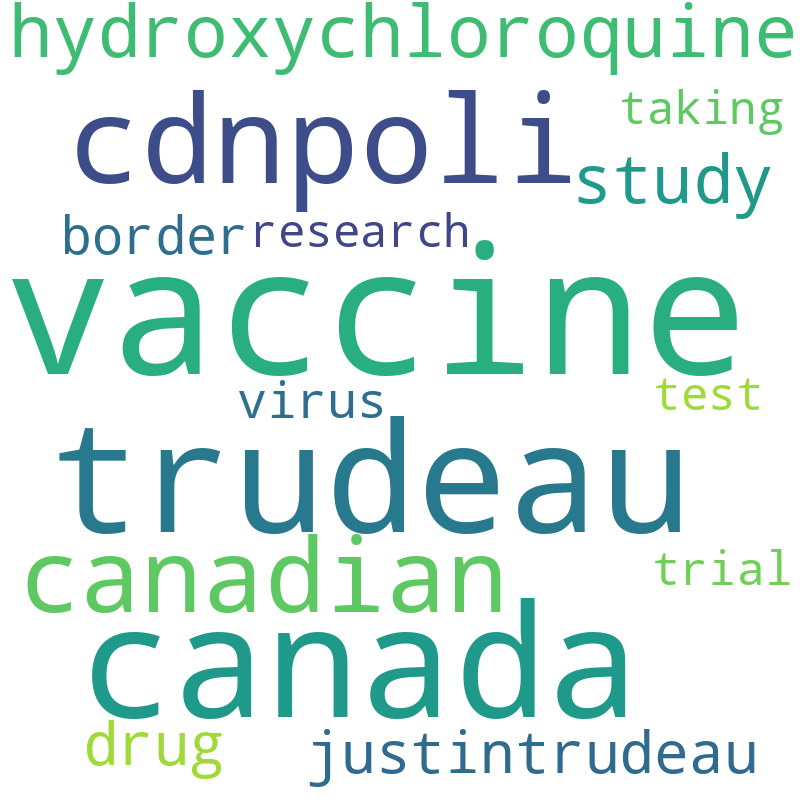 hydroxychloroquine
cdnpoli taking
study
border research
vaccine
virus test
trudeau
canadian trial
canada
drug justintrudeau